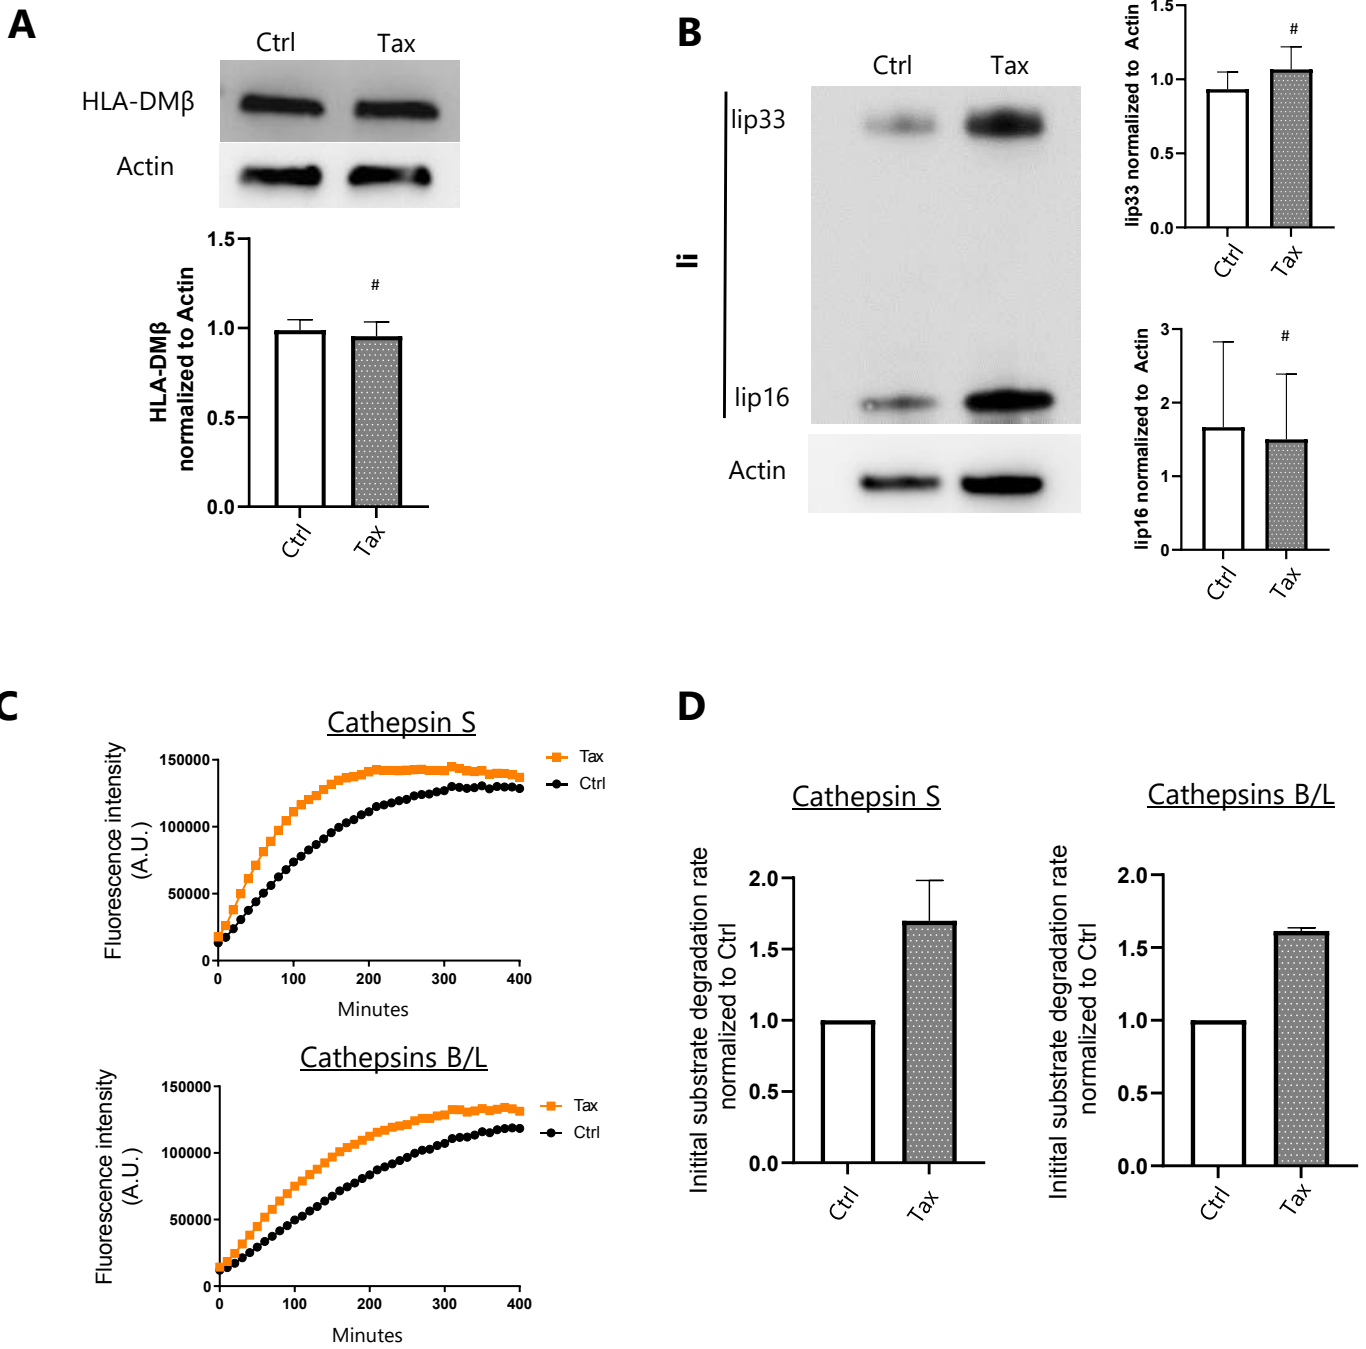 A
Ctrl Tax
HLA-DMβ
Actin
HLA-DMβ
normalized to Actin
1.5
1.0
0.5
0.0
#
Ctrl Tax
B
Ctrl Tax
Ii
Iip33
Iip16
Actin
Iip33 normalized to Actin
1.5
1.0
0.5
0.0
#
Ctrl Tax
Iip16 normalized to Actin
3
2
1
0
#
Ctrl Tax
C
Cathepsin S
Fluorescence intensity
(A.U.)
150000
100000
50000
0
0 100 200 300 400
Minutes
Tax
Ctrl
Cathepsins B/L
Fluorescence intensity
(A.U.)
150000
100000
50000
0
0 100 200 300 400
Minutes
Tax
Ctrl
D
Cathepsin S
Initital substrate degradation rate
normalized to Ctrl
2.0
1.5
1.0
0.5
0.0
Ctrl Tax
Cathepsins B/L
Initital substrate degradation rate
normalized to Ctrl
2.0
1.5
1.0
0.5
0.0
Ctrl Tax